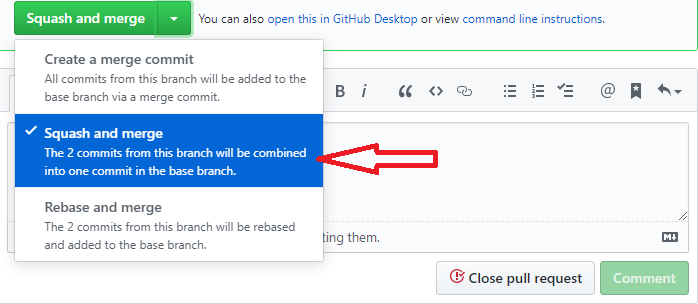 Squash and merge
You can also open this in GitHub Desktop or view command line instructions.
Create a merge commit
All commits from this branch will be added to the
base branch via a merge commit.
B i
Squash and merge
The 2 commits from this branch will be combined
into one commit in the base branch.
Rebase and merge
The 2 commits from this branch will be rebased
and added to the base branch.
ting them.
Close pull request
Comment